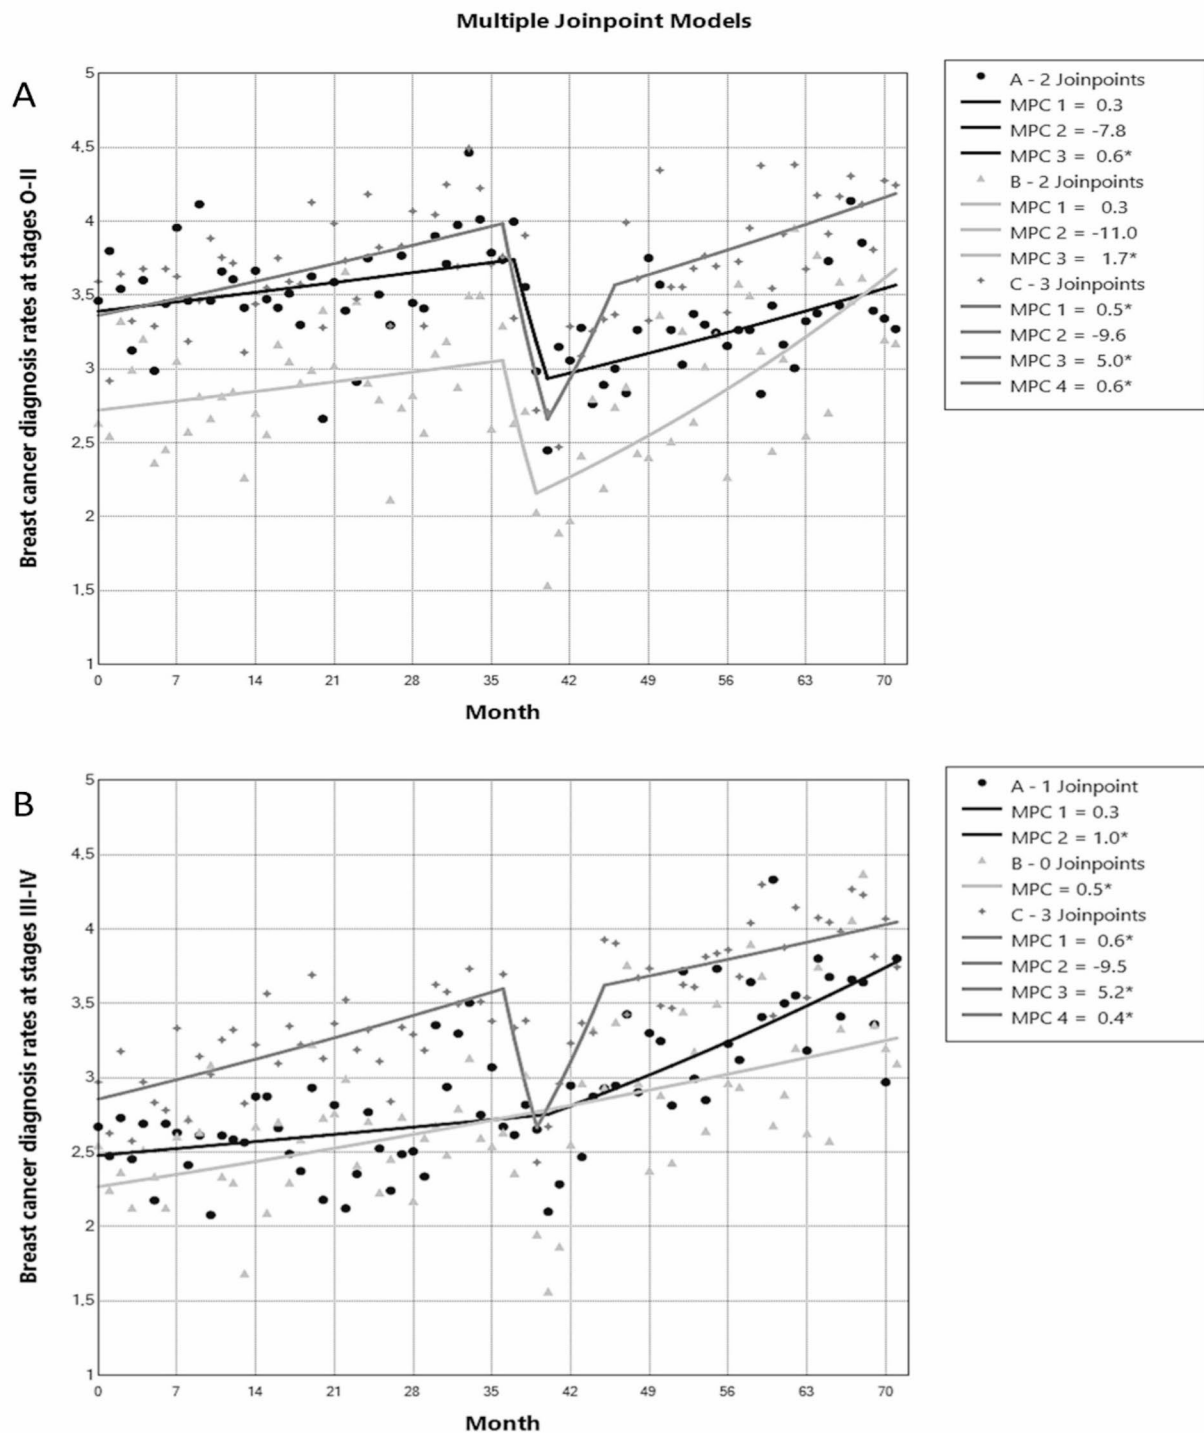 Multiple Joinpoint Models
A
Breast cancer diagnosis rates at stages O-II
5
4.5
4
3.5
3
2.5
2
1.5
1
0 7 14 21 28 35 42 49 56 63 70
Month
A - 2 Joinpoints
MPC 1 = 0.3
MPC 2 = -7.8
MPC 3 = 0.6*
B - 2 Joinpoints
MPC 1 = 0.3
MPC 2 = -11.0
MPC 3 = 1.7*
C - 3 Joinpoints
MPC 1 = 0.5*
MPC 2 = -9.6
MPC 3 = 5.0*
MPC 4 = 0.6*
B
Breast cancer diagnosis rates at stages III-IV
5
4.5
4
3.5
3
2.5
2
1.5
1
0 7 14 21 28 35 42 49 56 63 70
Month
A - 1 Joinpoint
MPC 1 = 0.3
MPC 2 = 1.0*
B - 0 Joinpoints
MPC = 0.5*
C - 3 Joinpoints
MPC 1 = 0.6*
MPC 2 = -9.5
MPC 3 = 5.2*
MPC 4 = 0.4*